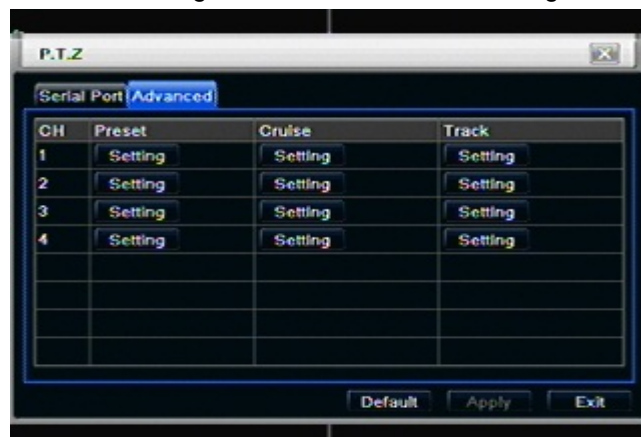 P.T.Z
Serial Port Advanced
CH Preset Cruise Track
1 Setting Setting Setting
2 Setting Setting Setting
3 Setting Setting Setting
4 Setting Setting Setting
Default Apply Exit